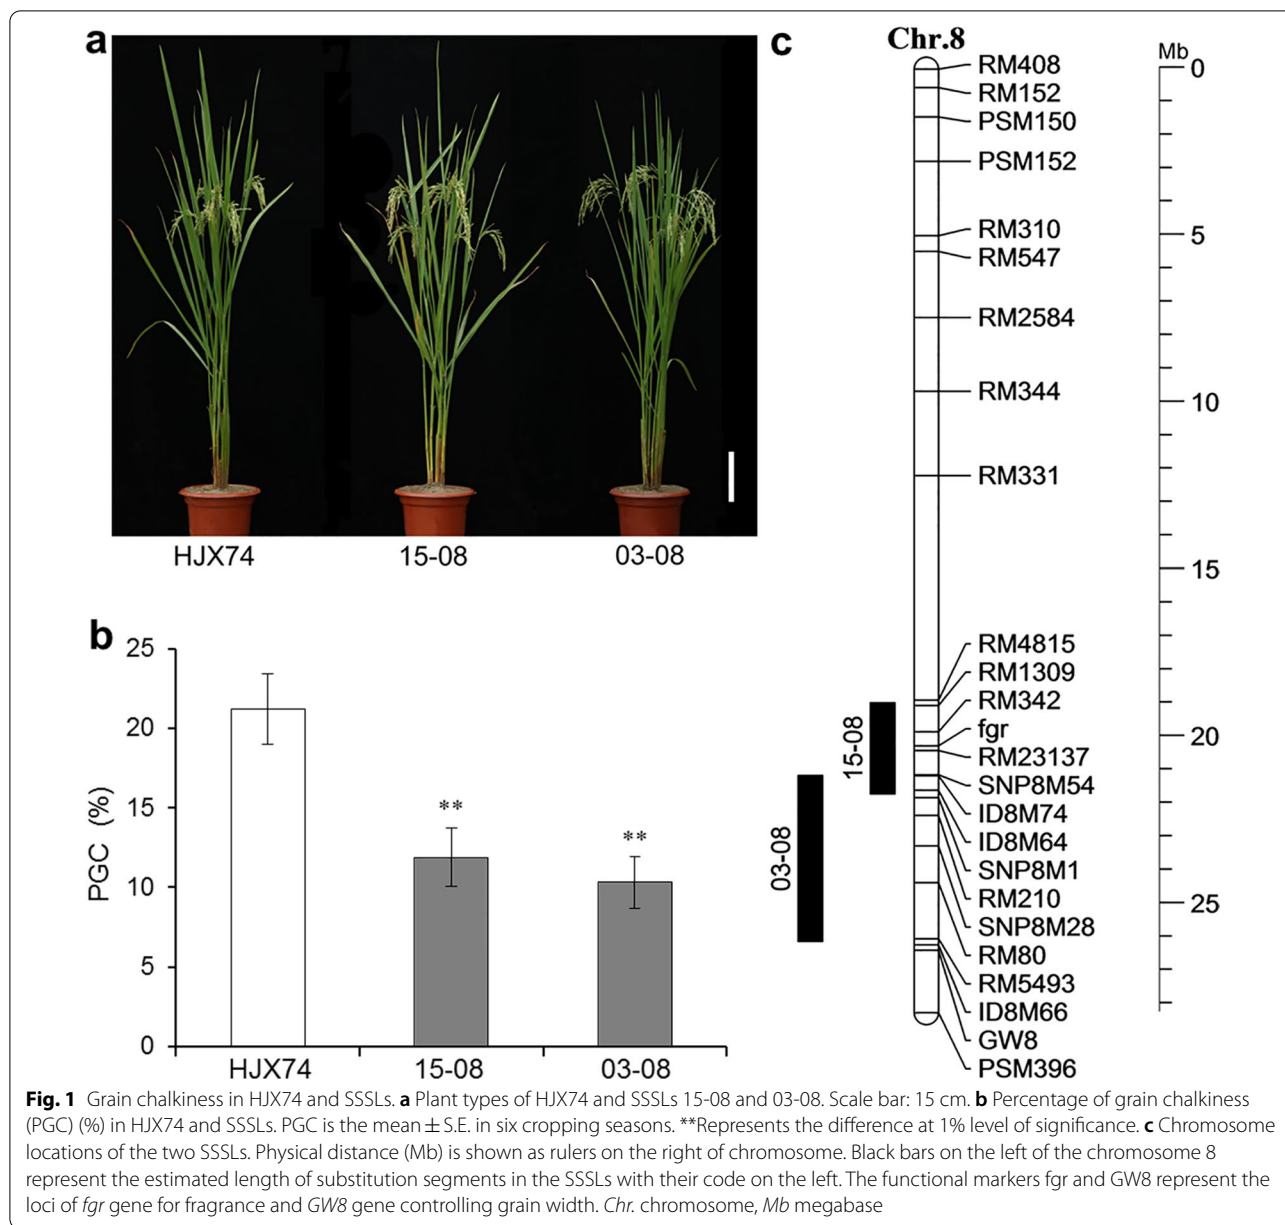 a
HJX74
15-08
03-08
b
PGC (%)
25
20
15
10
5
0
**
**
HJX74
15-08
03-08
c
Chr.8
Mb
RM408
RM152
PSM150
PSM152
RM310
RM547
RM2584
RM344
RM331
RM4815
RM1309
RM342
fgr
RM23137
SNP8M54
ID8M74
ID8M64
SNP8M1
RM210
SNP8M28
RM80
RM5493
ID8M66
GW8
PSM396
15-08
03-08
0
5
10
15
20
25
Fig. 1 Grain chalkiness in HJX74 and SSSLs. a Plant types of HJX74 and SSSLs 15-08 and 03-08. Scale bar: 15 cm. b Percentage of grain chalkiness
(PGC) (%) in HJX74 and SSSLs. PGC is the mean ± S.E. in six cropping seasons. **Represents the difference at 1% level of significance. c Chromosome
locations of the two SSSLs. Physical distance (Mb) is shown as rulers on the right of chromosome. Black bars on the left of the chromosome 8
represent the estimated length of substitution segments in the SSSLs with their code on the left. The functional markers fgr and GW8 represent the
loci of fgr gene for fragrance and GW8 gene controlling grain width. Chr. chromosome, Mb megabase